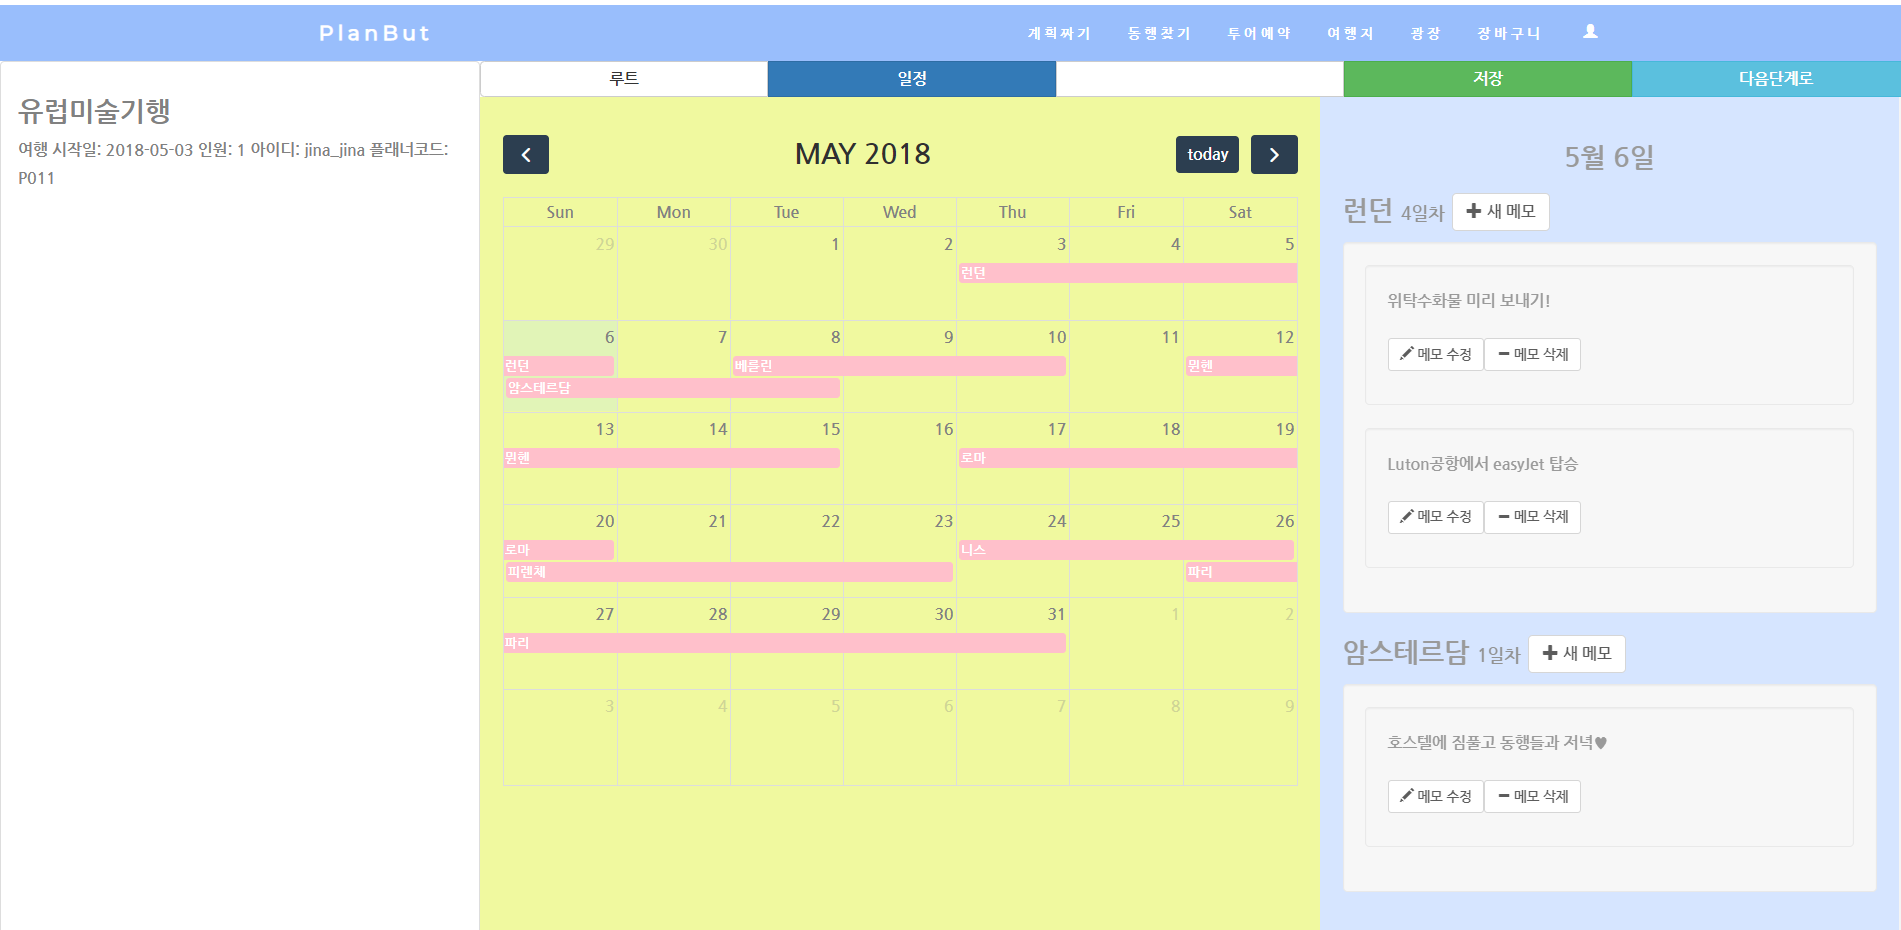 PlanBut
계획짜기 동행찾기 투어예약 여행지 광장 장바구니
루트 일정 저장 다음단계로
유럽미술기행
여행 시작일: 2018-05-03 인원: 1 아이디: jina_jina 플래너코드:
P011
MAY 2018
today
Sun Mon Tue Wed Thu Fri Sat
29 30 1 2 3 4 5
런던
6 7 8 9 10 11 12
런던 베를린 뮌헨
암스테르담
13 14 15 16 17 18 19
뮌헨 로마
20 21 22 23 24 25 26
로마 니스
피렌체 파리
27 28 29 30 31 1 2
파리
3 4 5 6 7 8 9
5월 6일
런던 4일차 새 메모
위탁수화물 미리 보내기!
메모 수정 메모 삭제
Luton공항에서 easyJet 탑승
메모 수정 메모 삭제
암스테르담 1일차 새 메모
호스텔에 짐풀고 동행들과 저녁♥
메모 수정 메모 삭제